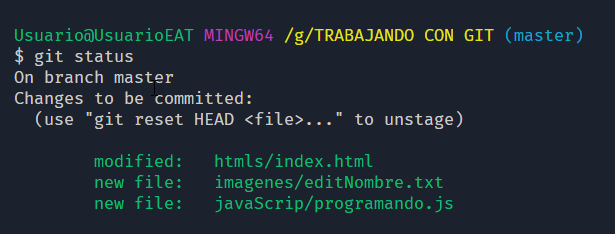 Usuario@UsuarioEAT MINGW64 /g/TRABAJANDO CON GIT (master)
$ git status
On branch master
Changes to be committed:
  (use "git reset HEAD <file>..." to unstage)
        modified:   htmls/index.html
        new file:   imagenes/editNombre.txt
        new file:   javaScrip/programando.js